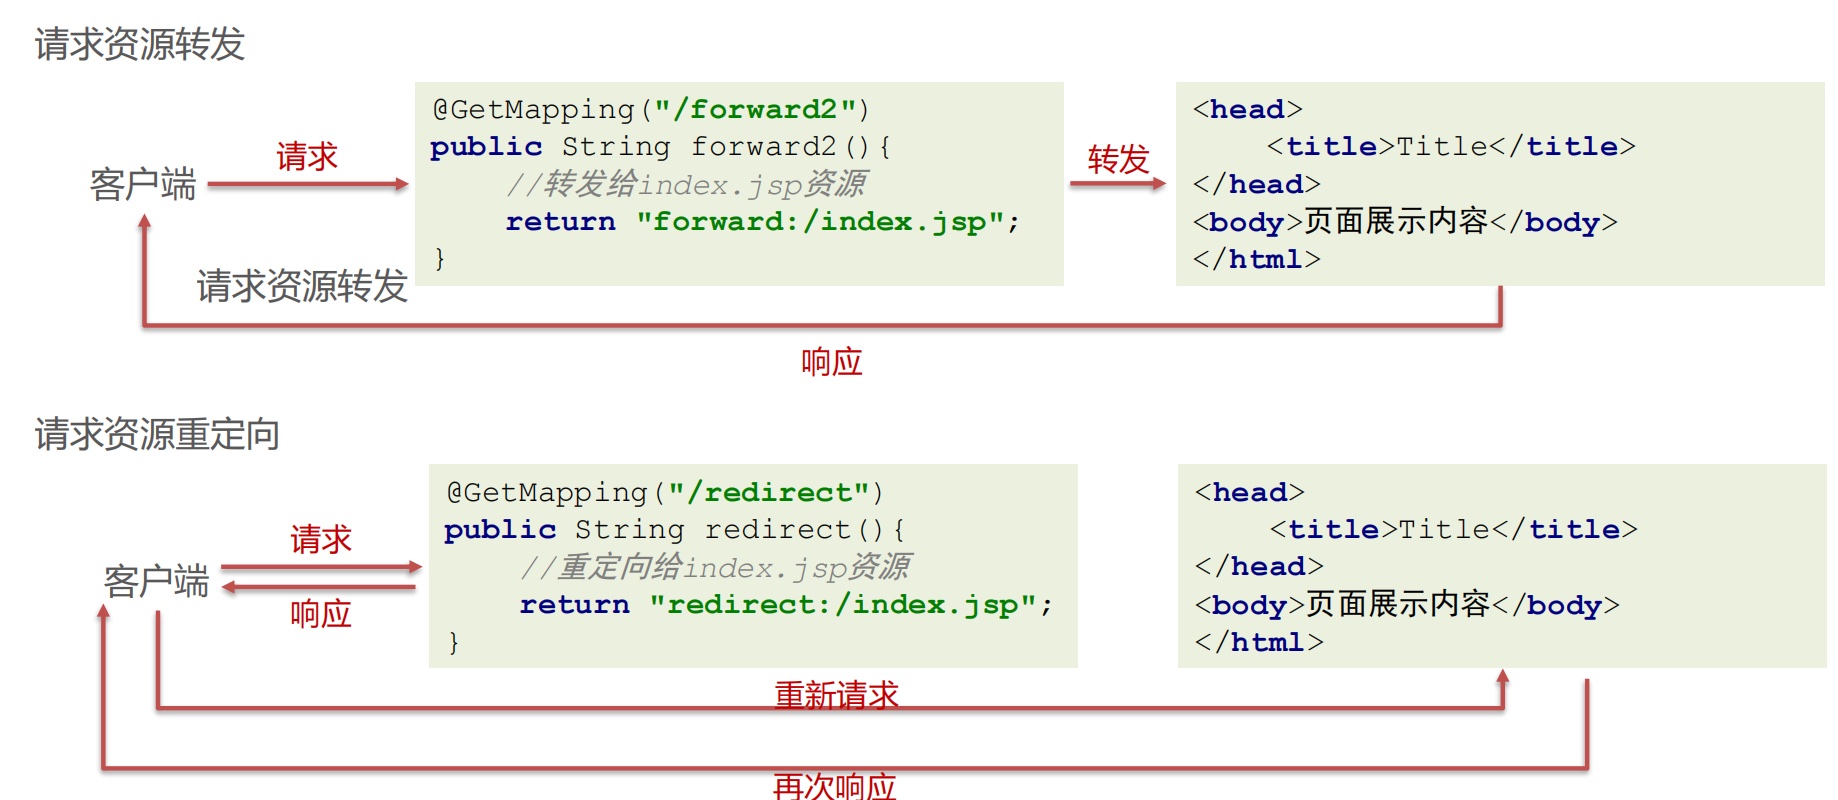 请求资源转发
客户端
请求
@GetMapping("/forward2")
public String forward2(){
//转发给index.jsp资源
return "forward:/index.jsp";
}
转发
<head>
<title>Title</title>
</head>
<body>页面展示内容</body>
</html>
请求资源转发
响应
请求资源重定向
客户端
请求
响应
@GetMapping("/redirect")
public String redirect(){
//重定向给index.jsp资源
return "redirect:/index.jsp";
}
<head>
<title>Title</title>
</head>
<body>页面展示内容</body>
</html>
重新请求
再次响应